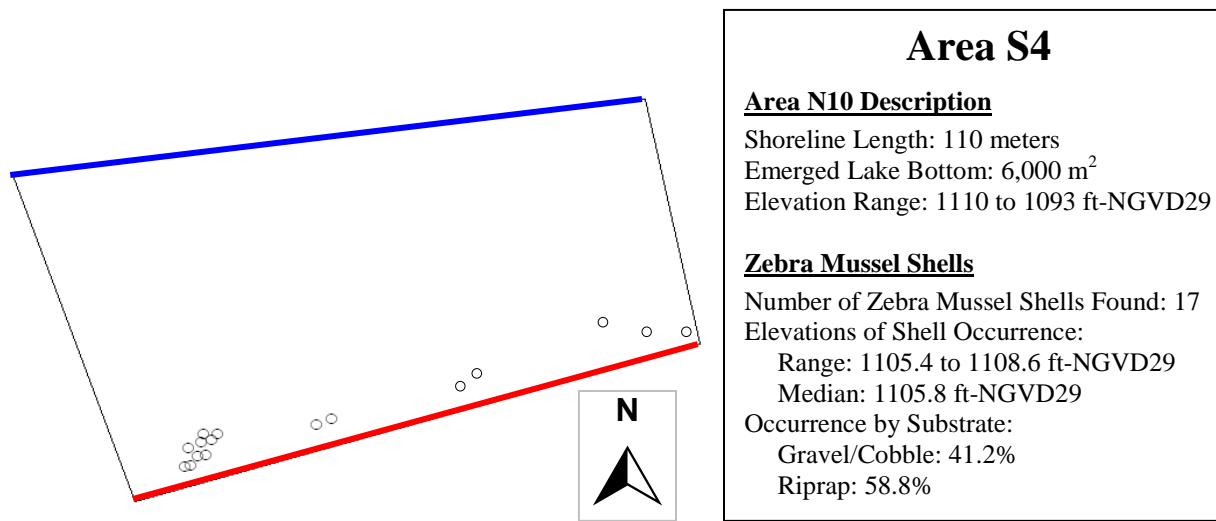 Area S4
Area N10 Description
Shoreline Length: 110 meters
Emerged Lake Bottom: 6,000 m²
Elevation Range: 1110 to 1093 ft-NGVD29
Zebra Mussel Shells
Number of Zebra Mussel Shells Found: 17
Elevations of Shell Occurrence:
Range: 1105.4 to 1108.6 ft-NGVD29
Median: 1105.8 ft-NGVD29
Occurrence by Substrate:
Gravel/Cobble: 41.2%
Riprap: 58.8%
N